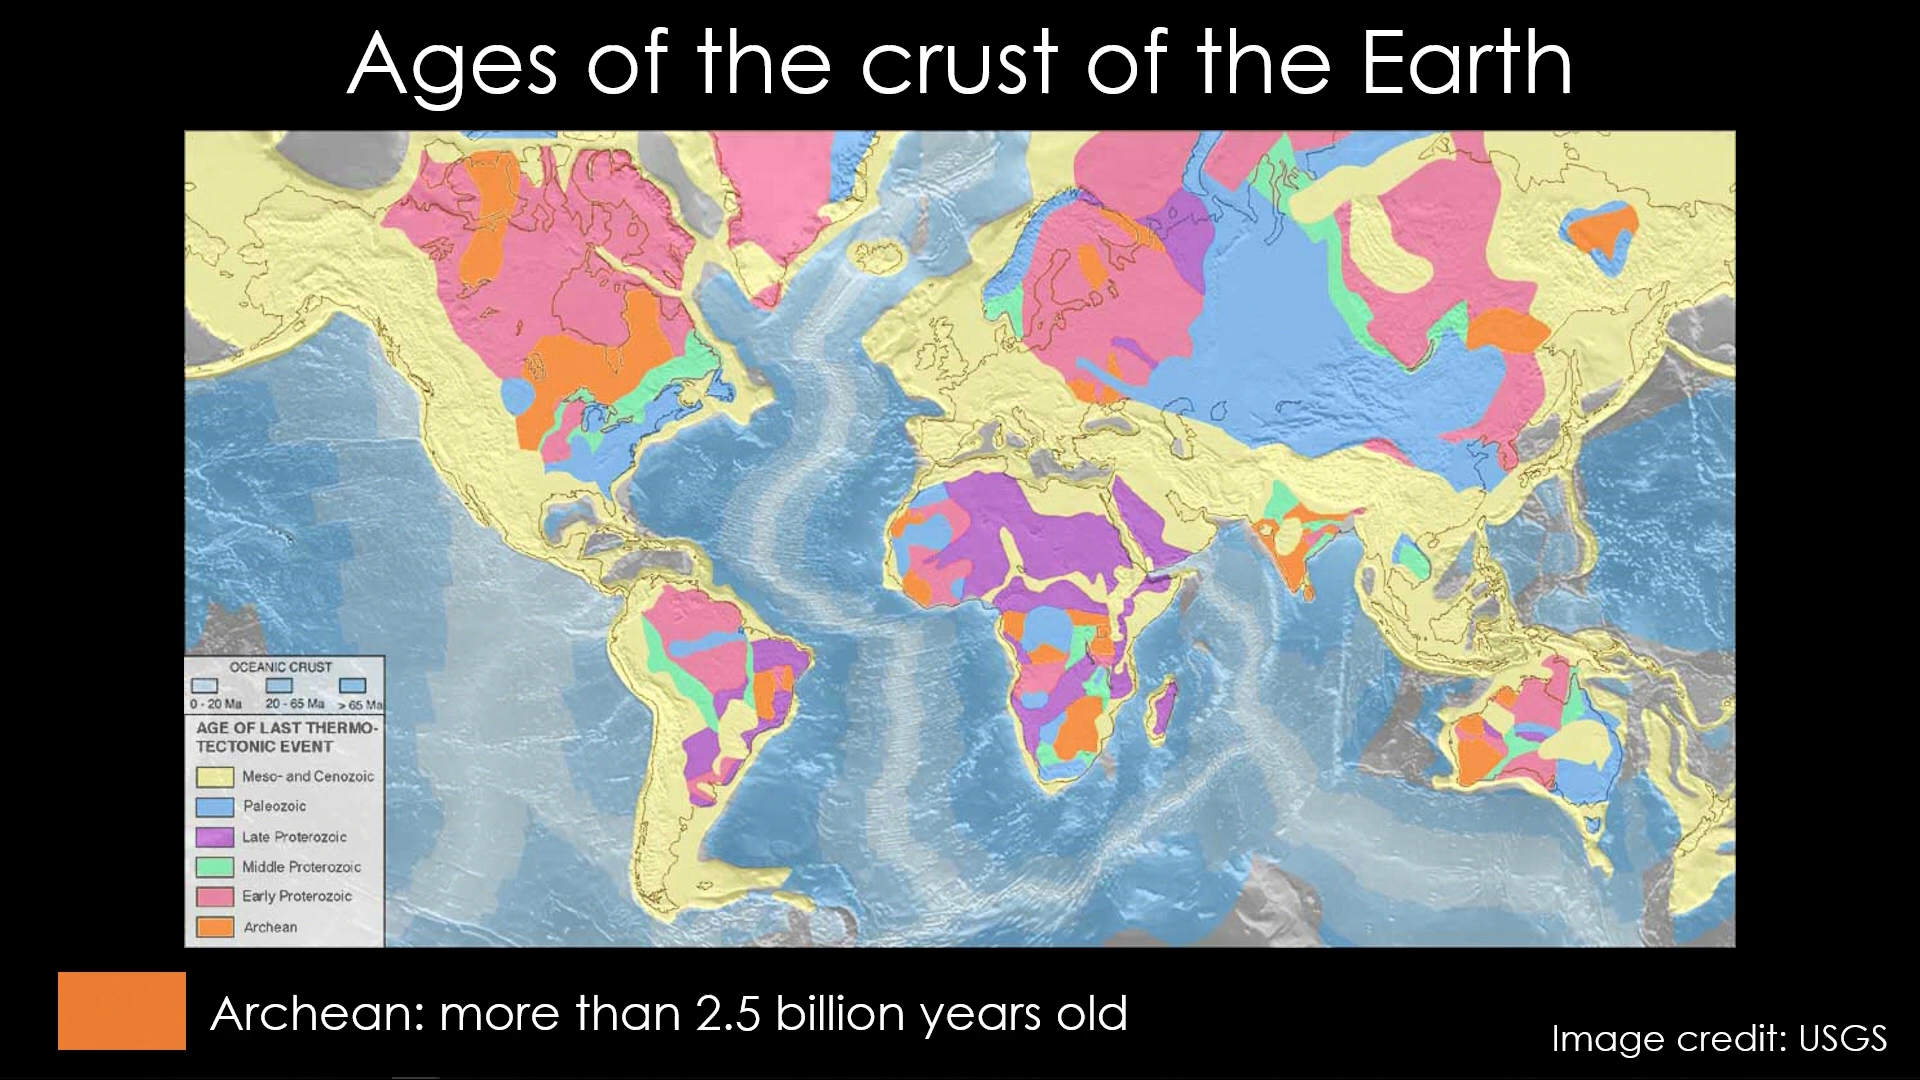 Ages of the crust of the Earth
OCEANIC CRUST
0 - 20 Ma 20 - 65 Ma > 65 Ma
AGE OF LAST THERMO-
TECTONIC EVENT
Meso- and Cenozoic
Paleozoic
Late Proterozoic
Middle Proterozoic
Early Proterozoic
Archean
Archean: more than 2.5 billion years old
Image credit: USGS